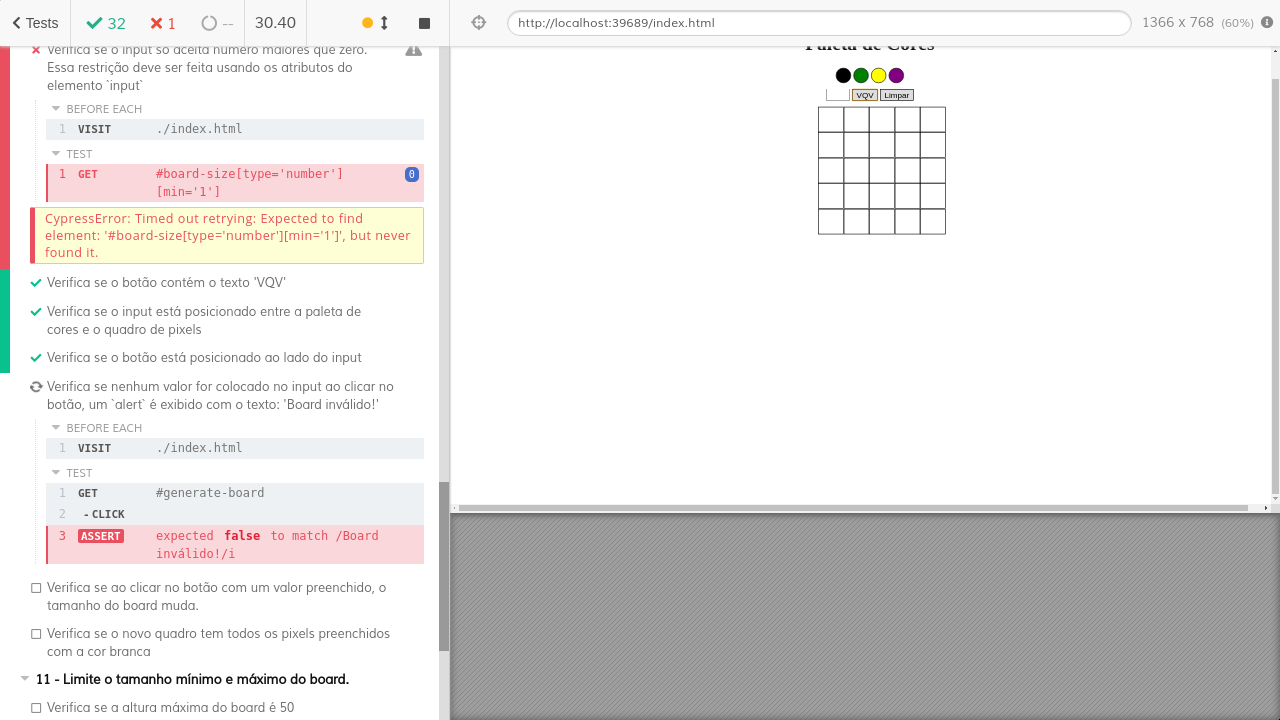 Tests
32
1
--
30.40
http://localhost:39689/index.html
1366 x 768 (60%)
Verifica se o input só aceita número maiores que zero.
Essa restrição deve ser feita usando os atributos do
elemento `input`
BEFORE EACH
1 VISIT ./index.html
TEST
1 GET #board-size[type='number']
[min='1']
0
CypressError: Timed out retrying: Expected to find
element: '#board-size[type='number'][min='1']', but never
found it.
Verifica se o botão contém o texto 'VQV'
Verifica se o input está posicionado entre a paleta de
cores e o quadro de pixels
Verifica se o botão está posicionado ao lado do input
Verifica se nenhum valor for colocado no input ao clicar no
botão, um `alert` é exibido com o texto: 'Board inválido!'
BEFORE EACH
1 VISIT ./index.html
TEST
1 GET #generate-board
2 - CLICK
3 ASSERT expected false to match /Board
inválido!/i
Verifica se ao clicar no botão com um valor preenchido, o
tamanho do board muda.
Verifica se o novo quadro tem todos os pixels preenchidos
com a cor branca
11 - Limite o tamanho mínimo e máximo do board.
Verifica se a altura máxima do board é 50
Paleta de Cores
VQV Limpar